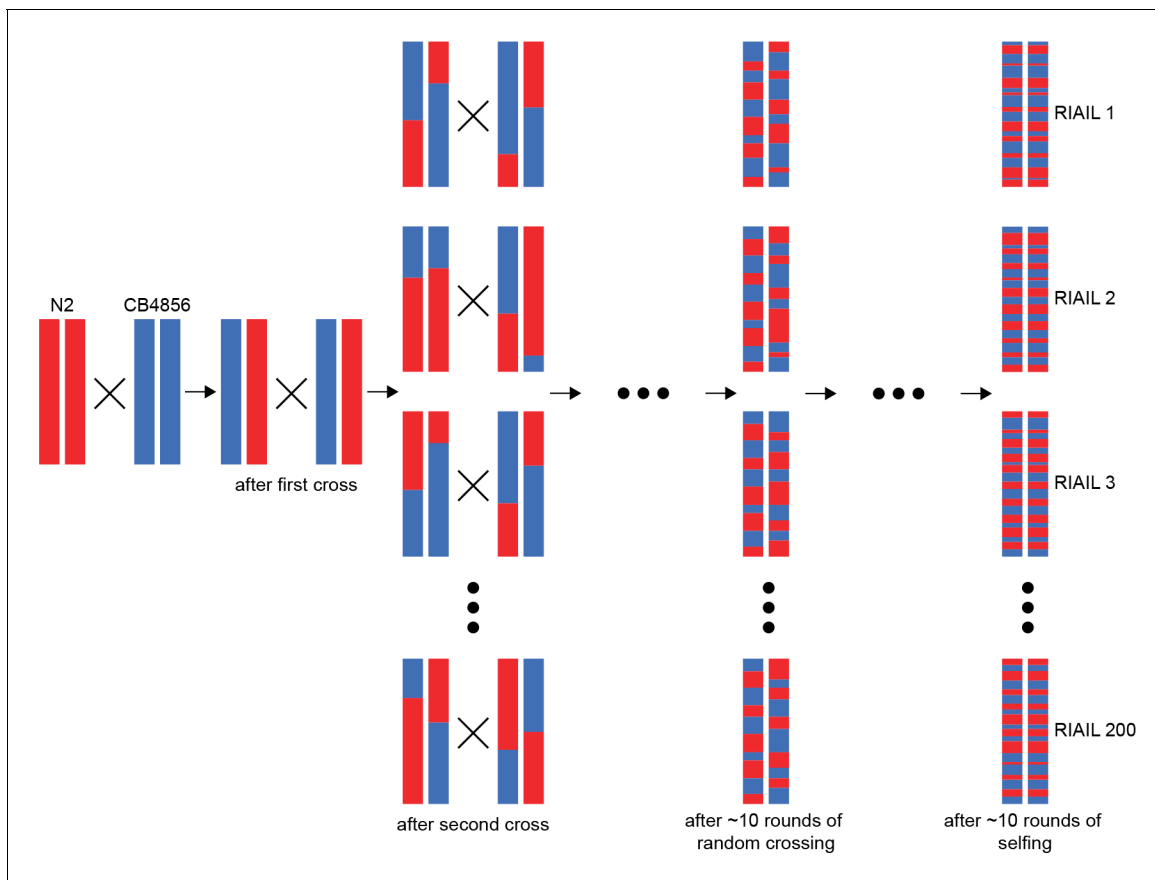 RIAIL 1
RIAIL 2
N2
CB4856
after first cross
RIAIL 3
RIAIL 200
after second cross
after ~10 rounds of
random crossing
after ~10 rounds of
selfing